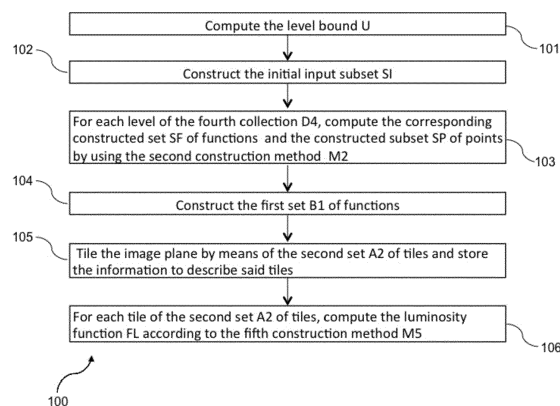 Compute the level bound U
101
102
Construct the initial input subset SI
For each level of the fourth collection D4, compute the corresponding
constructed set SF of functions and the constructed subset SP of points
by using the second construction method M2
103
104
Construct the first set B1 of functions
105
Tile the image plane by means of the second set A2 of tiles and store
the information to describe said tiles
For each tile of the second set A2 of tiles, compute the luminosity
function FL according to the fifth construction method M5
106
100